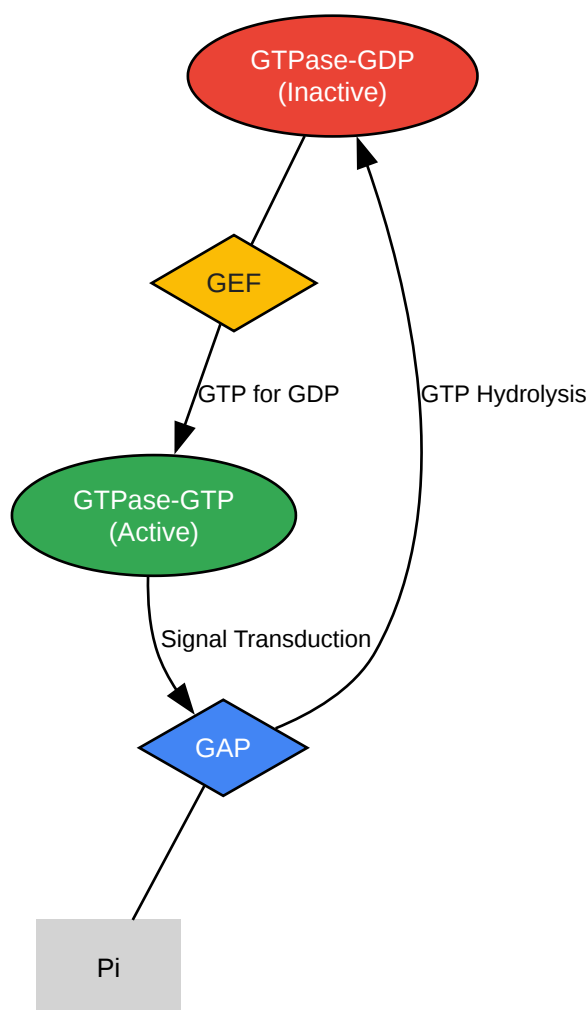 GTPase-GDP
(Inactive)
GEF
GTP for GDP
GTP Hydrolysis
GTPase-GTP
(Active)
Signal Transduction
GAP
Pi